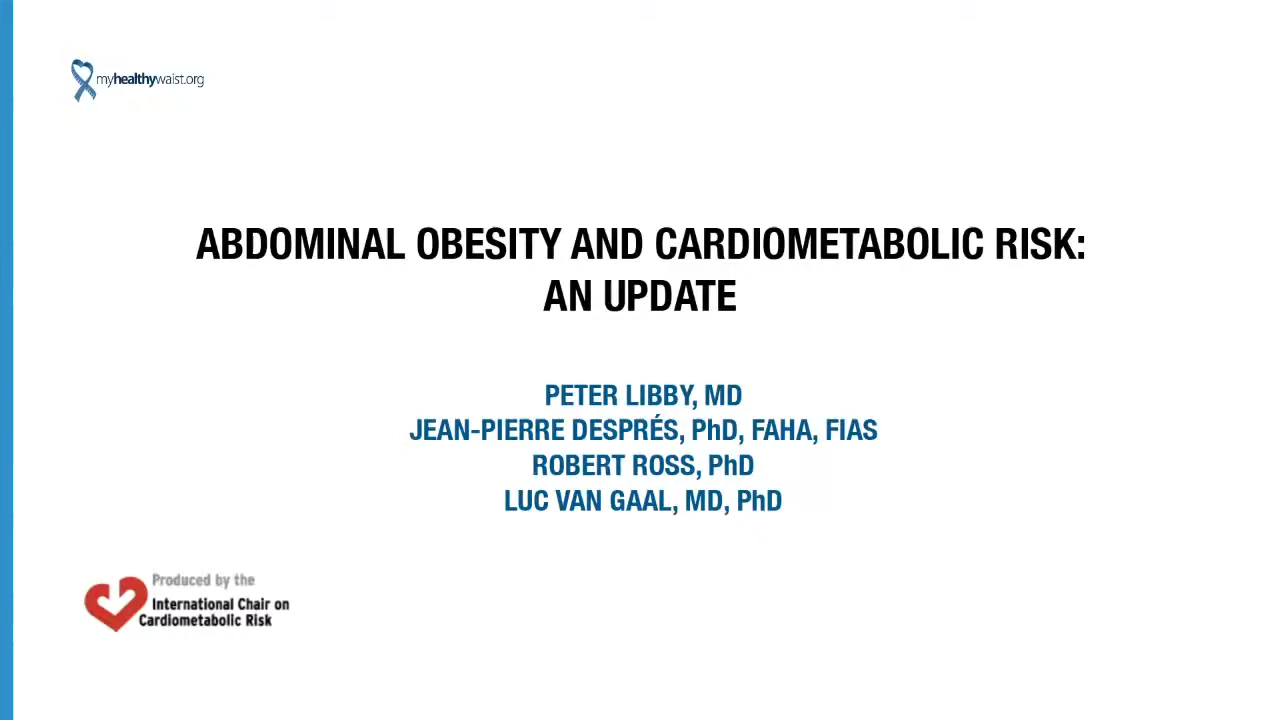 myhealthywaist.org
ABDOMINAL OBESITY AND CARDIOMETABOLIC RISK:
AN UPDATE
PETER LIBBY, MD
JEAN-PIERRE DESPRÉS, PhD, FAHA, FIAS
ROBERT ROSS, PhD
LUC VAN GAAL, MD, PhD
Produced by the
International Chair on
Cardiometabolic Risk